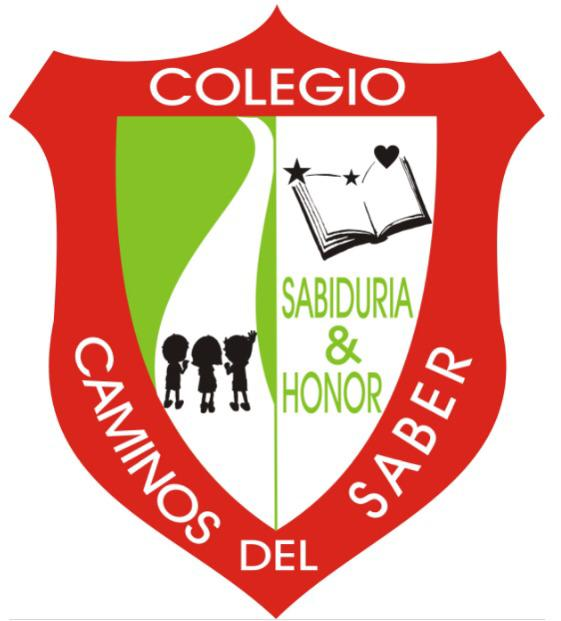 COLEGIO
CAMINOS DEL SABER
SABIDURIA
&
HONOR